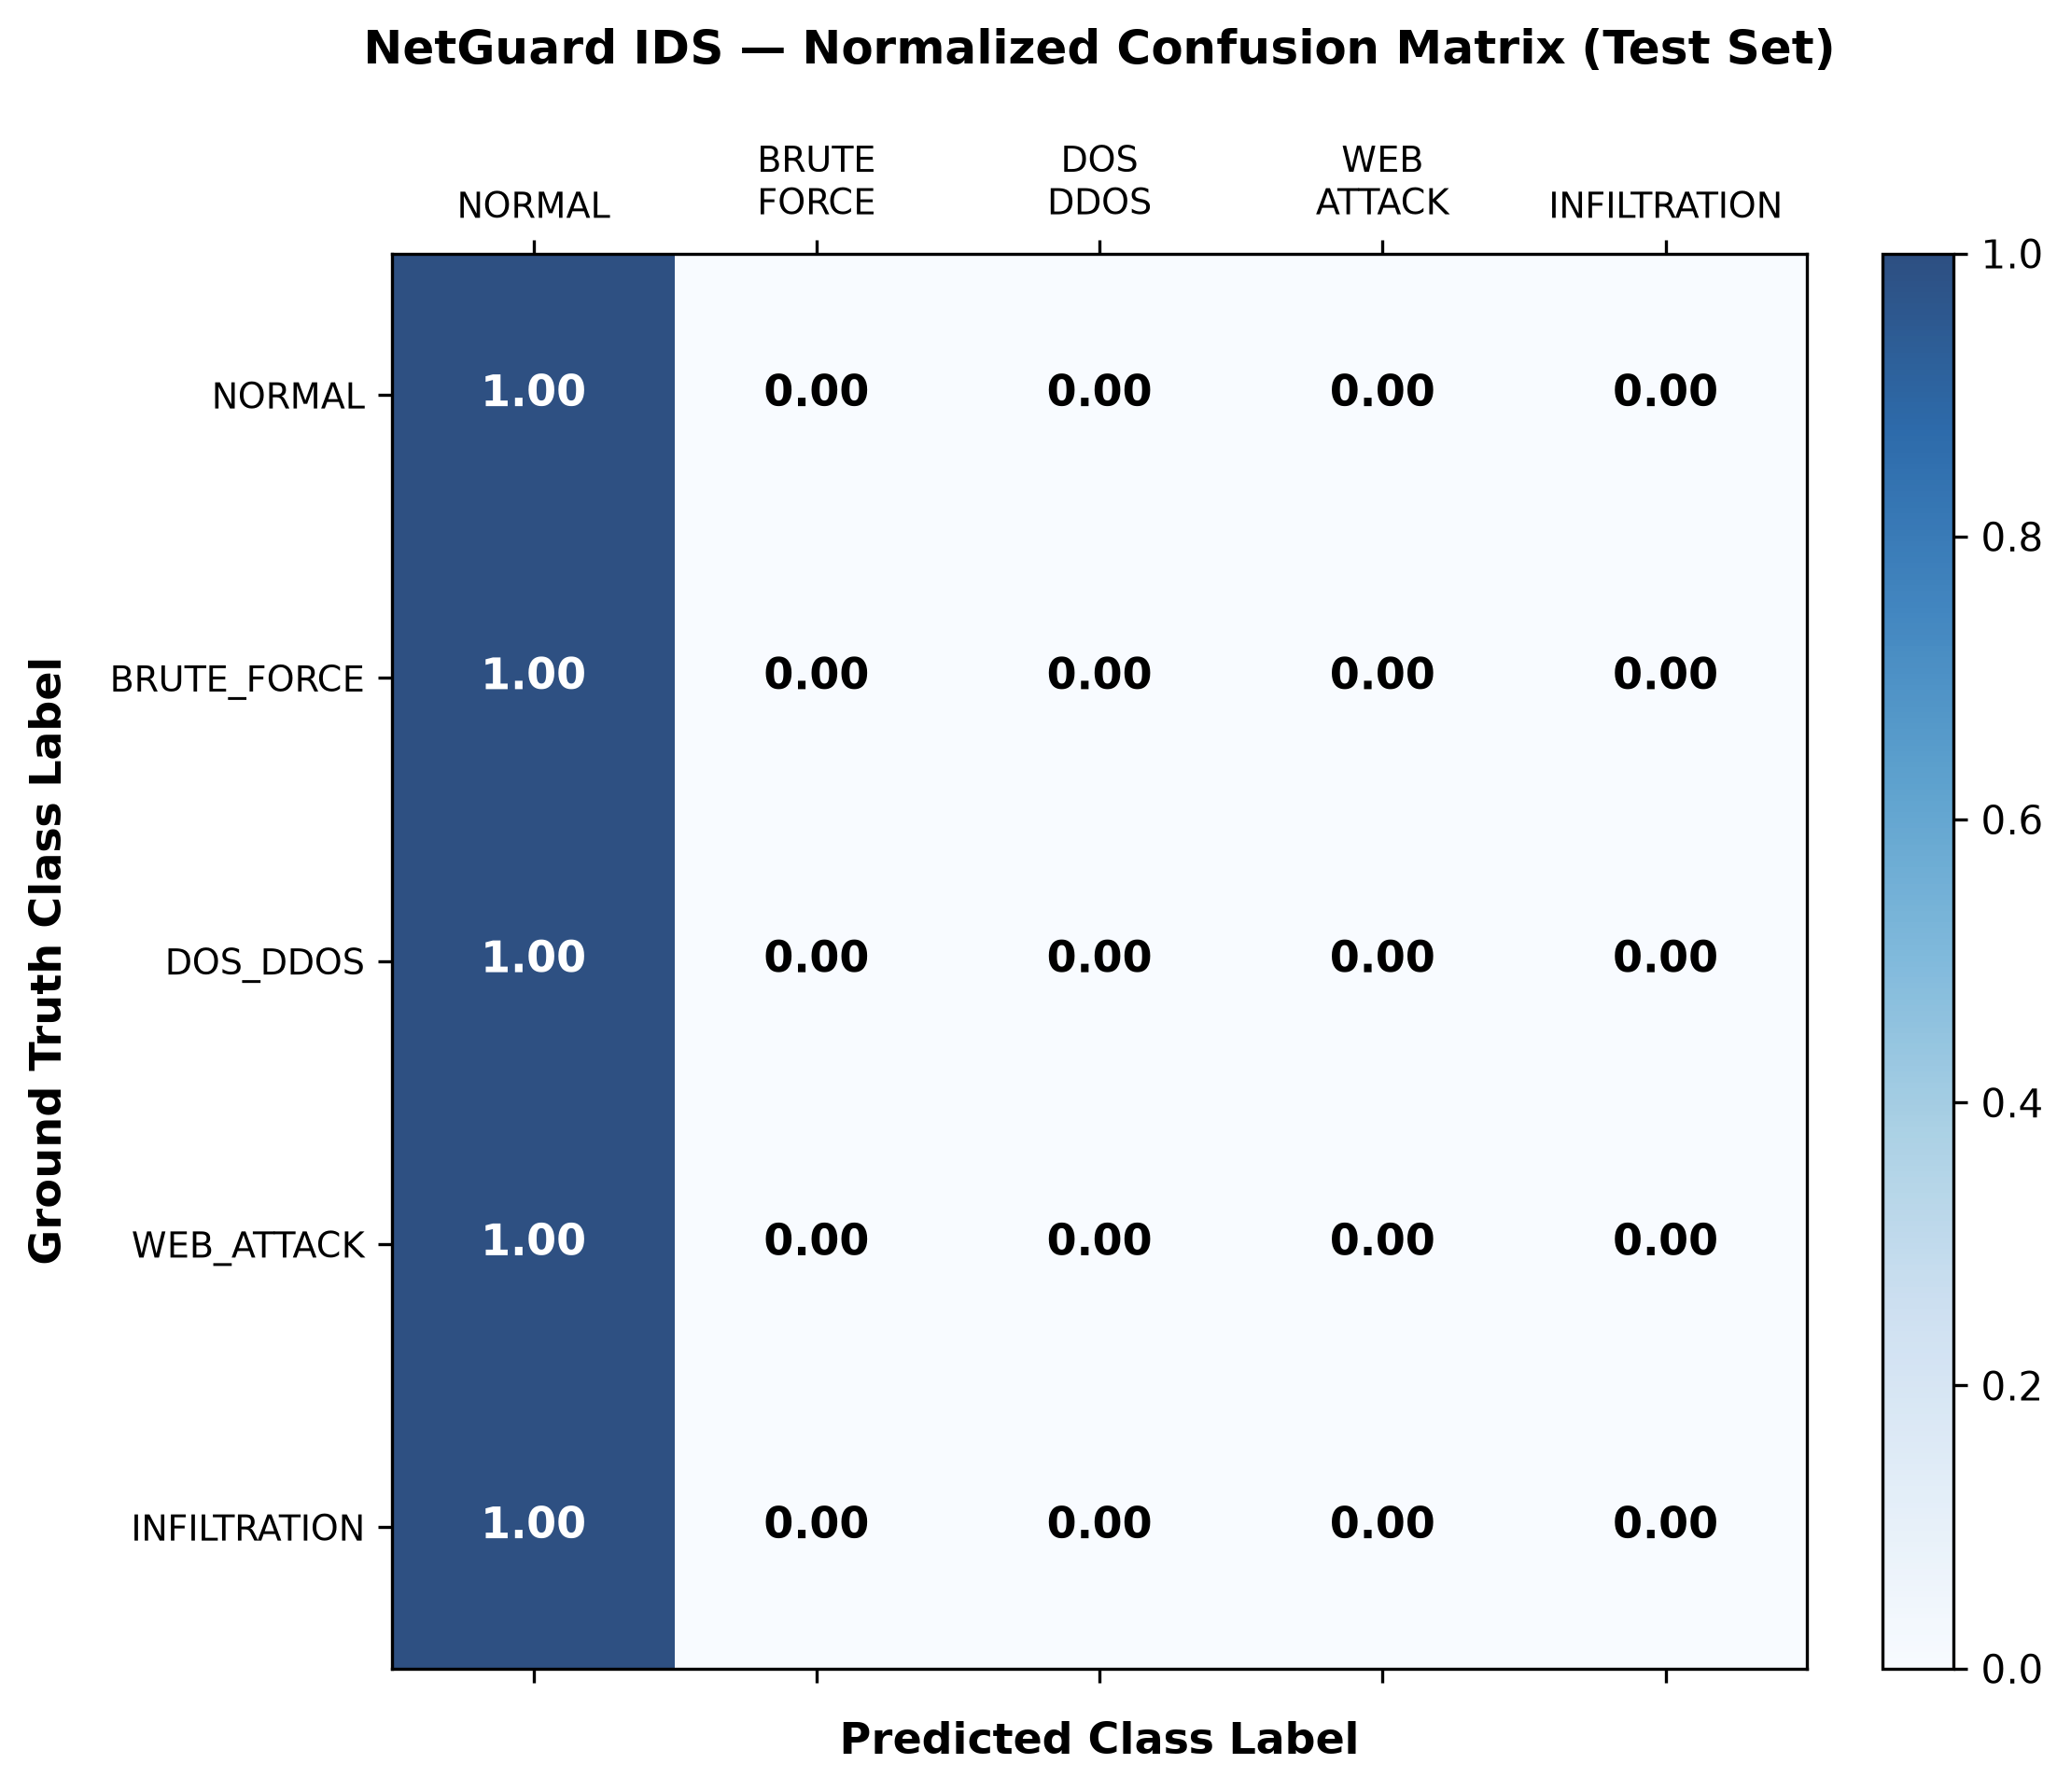 NetGuard IDS — Normalized Confusion Matrix (Test Set)
NORMAL
BRUTE
FORCE
DOS
DDOS
WEB
ATTACK
INFILTRATION
Ground Truth Class Label
NORMAL
1.00 0.00 0.00 0.00 0.00
BRUTE_FORCE
1.00 0.00 0.00 0.00 0.00
DOS_DDOS
1.00 0.00 0.00 0.00 0.00
WEB_ATTACK
1.00 0.00 0.00 0.00 0.00
INFILTRATION
1.00 0.00 0.00 0.00 0.00
Predicted Class Label
1.0
0.8
0.6
0.4
0.2
0.0